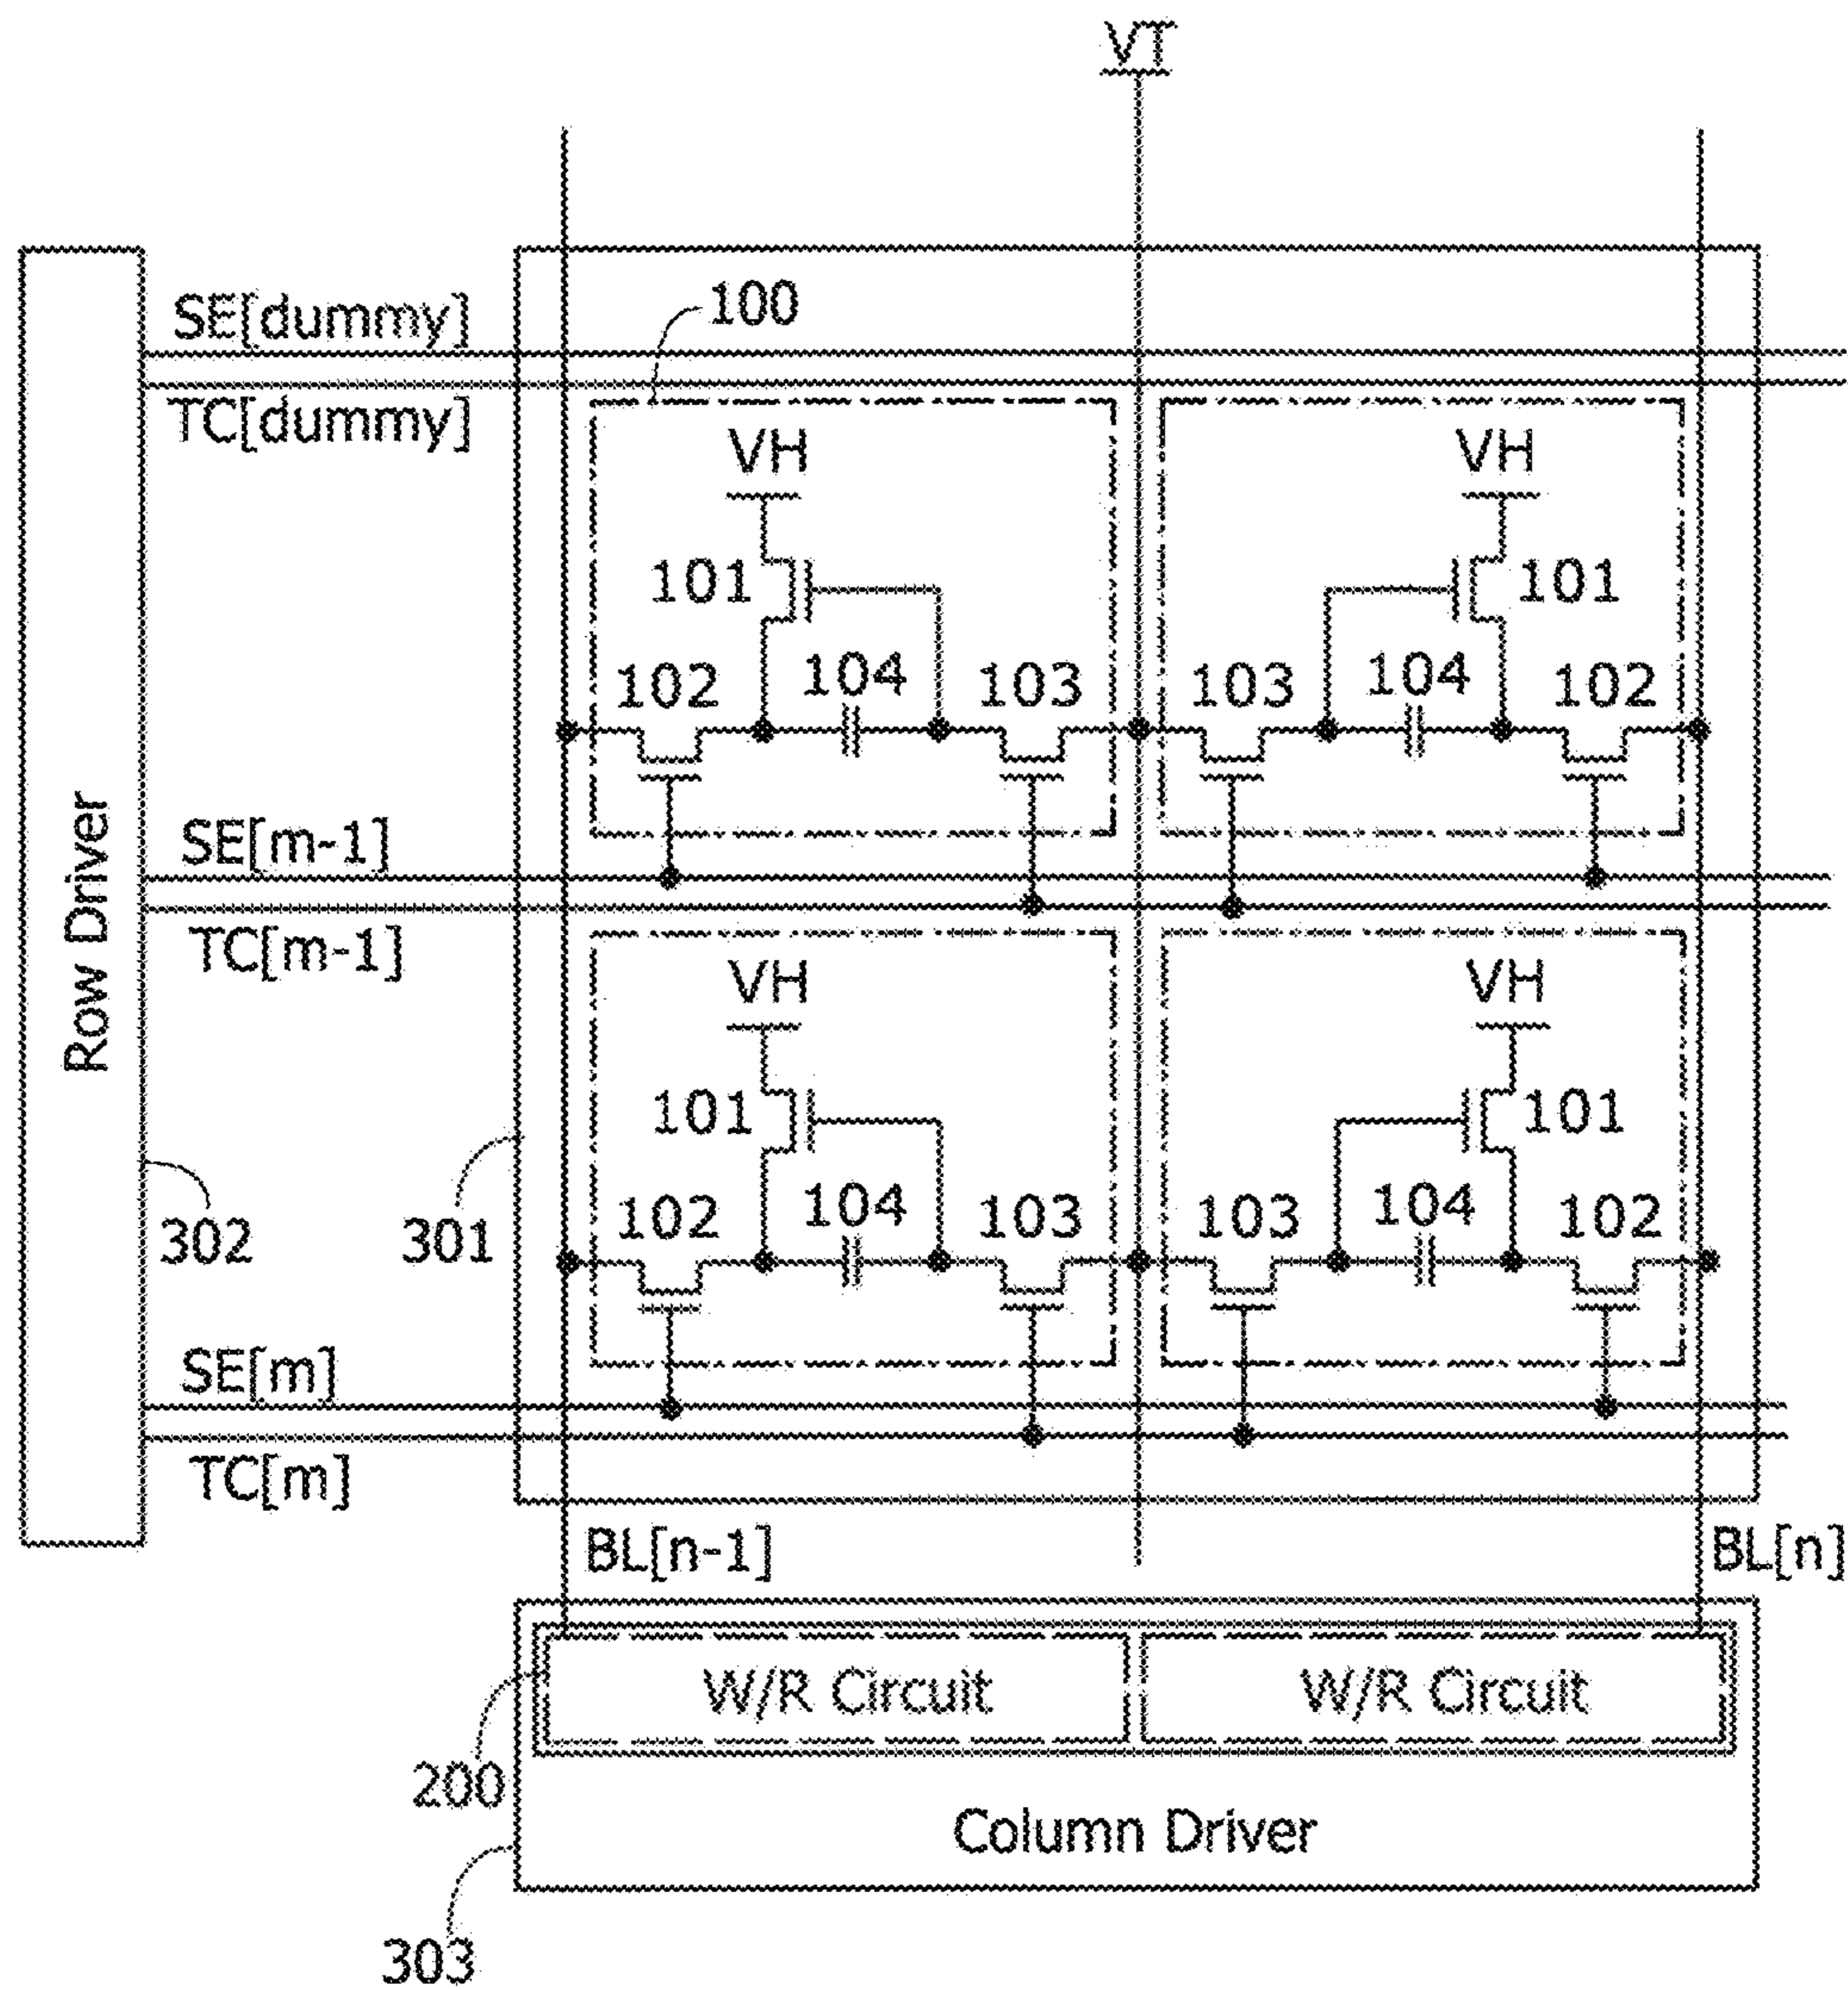 VT
SE[dummy]
100
TC[dummy]
VH
VH
101
101
102
104
103
103
104
102
SE[m-1]
TC[m-1]
Row Driver
VH
VH
101
101
102
104
103
103
104
102
302
301
SE[m]
TC[m]
BL[n-1]
BL[n]
W/R Circuit
W/R Circuit
200
Column Driver
303